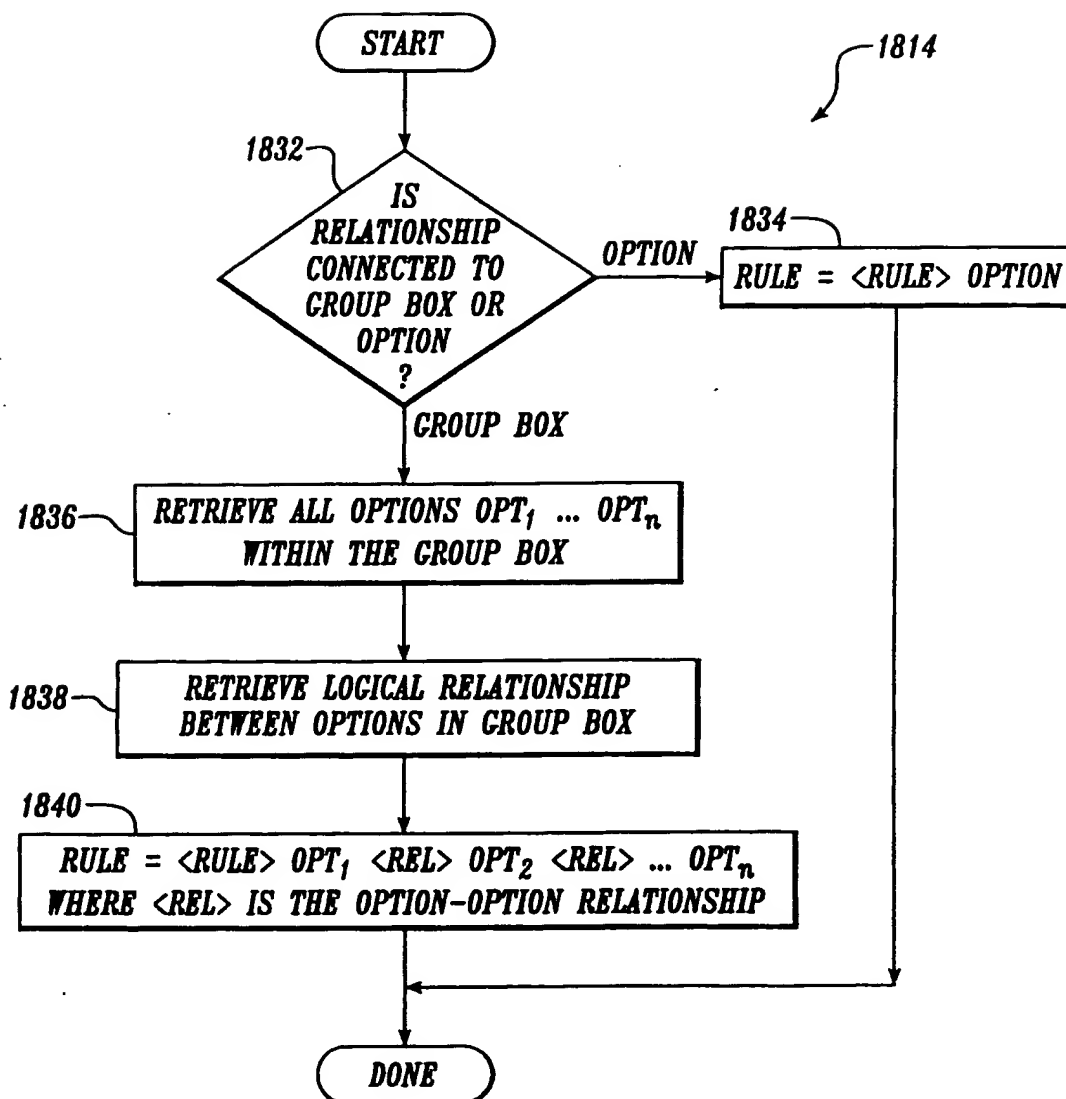 START
1814
1832
IS
RELATIONSHIP
CONNECTED TO
GROUP BOX OR
OPTION
?
OPTION
1834
RULE = <RULE> OPTION
GROUP BOX
1836
RETRIEVE ALL OPTIONS OPT₁ ... OPTₙ
WITHIN THE GROUP BOX
1838
RETRIEVE LOGICAL RELATIONSHIP
BETWEEN OPTIONS IN GROUP BOX
1840
RULE = <RULE> OPT₁ <REL> OPT₂ <REL> ... OPTₙ
WHERE <REL> IS THE OPTION-OPTION RELATIONSHIP
DONE